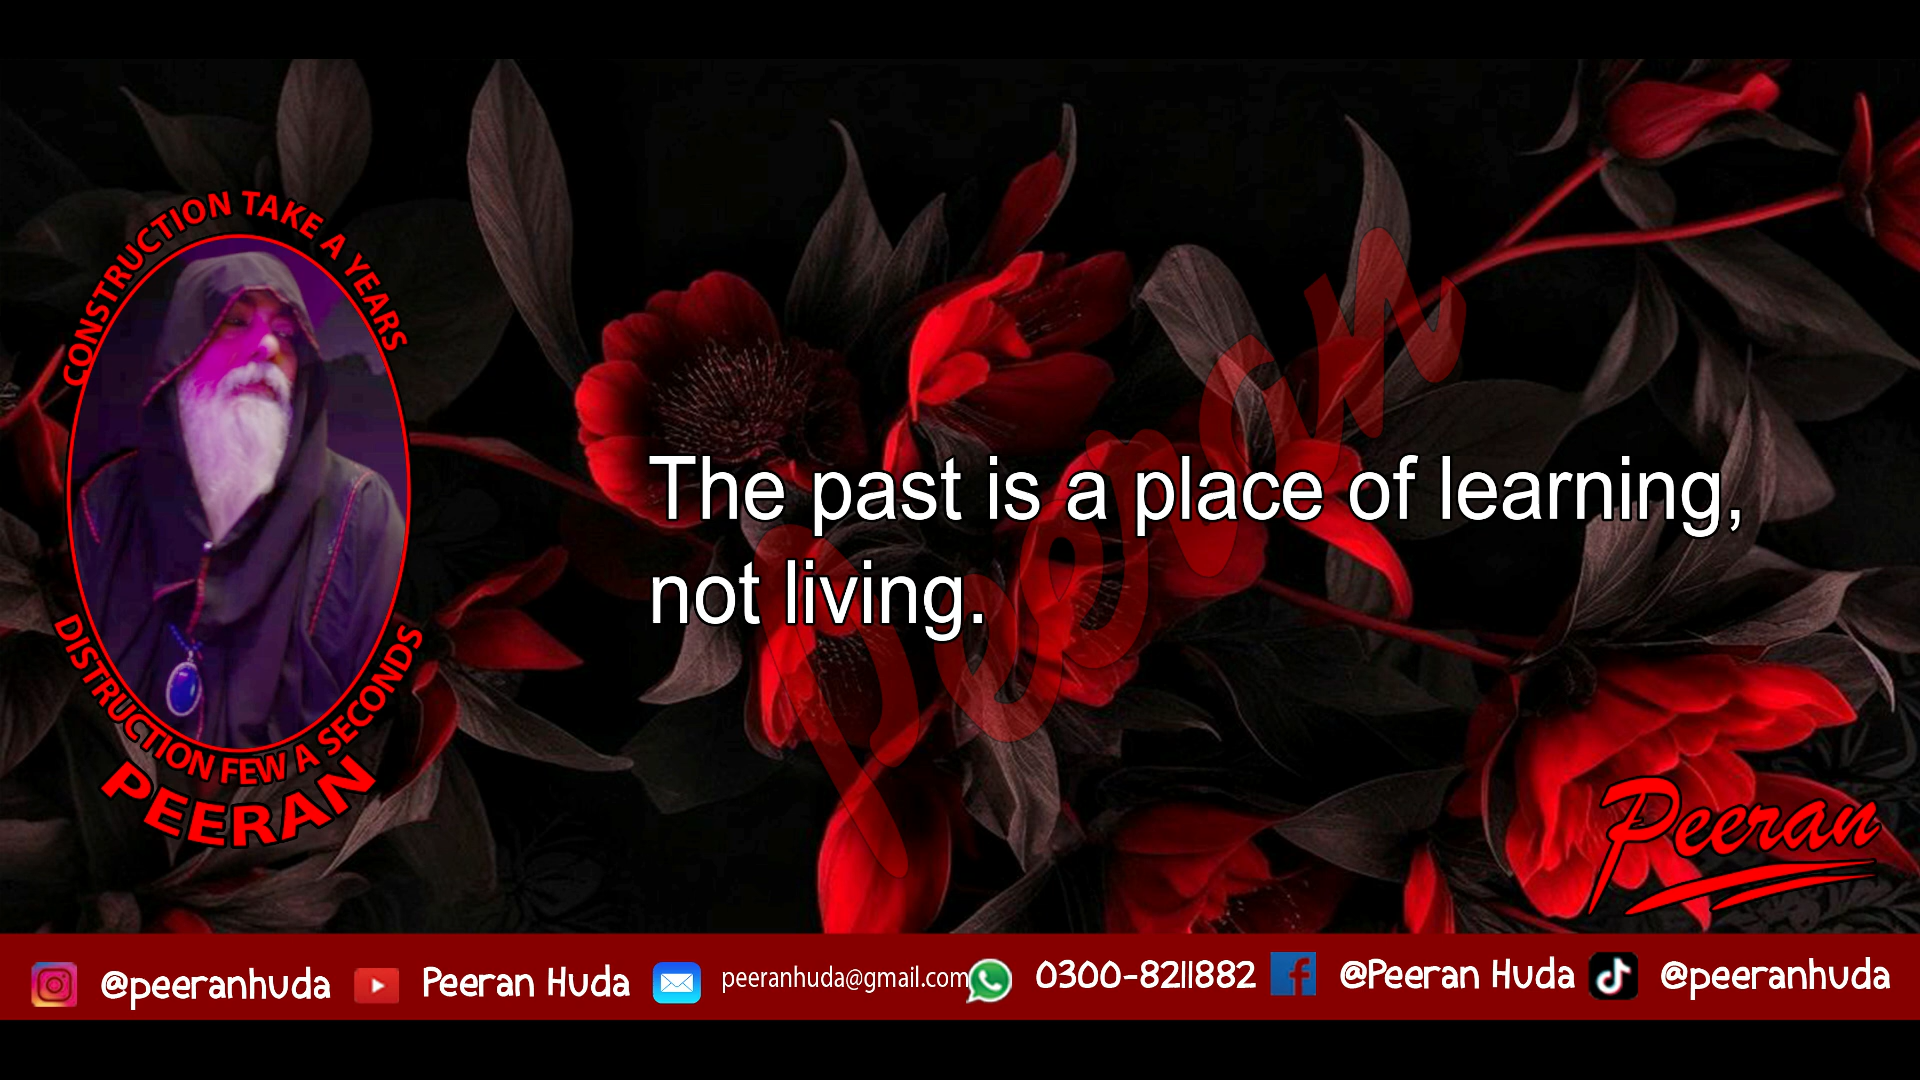 CONSTRUCTION TAKE A YEARS
DISTRUCTION FEW A SECONDS
PEERAN
The past is a place of learning,
not living.
Peeran
Peeran
@peeranhuda Peeran Huda peeranhuda@gmail.com 0300-8211882 @Peeran Huda @peeranhuda